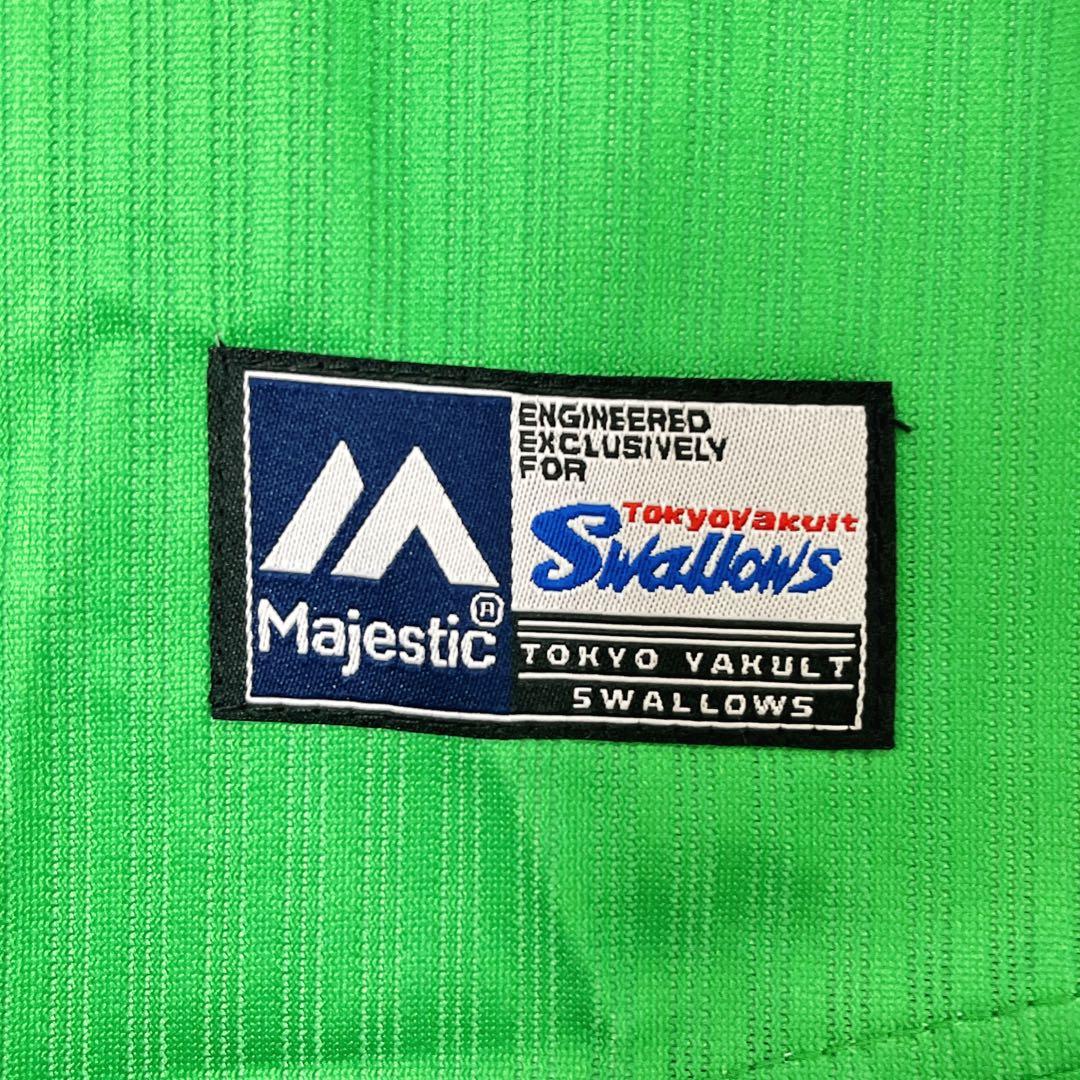 Majestic®
ENGINEERED
EXCLUSIVELY
FOR
TokyoYakult
Swallows
TOKYO YAKULT
SWALLOWS